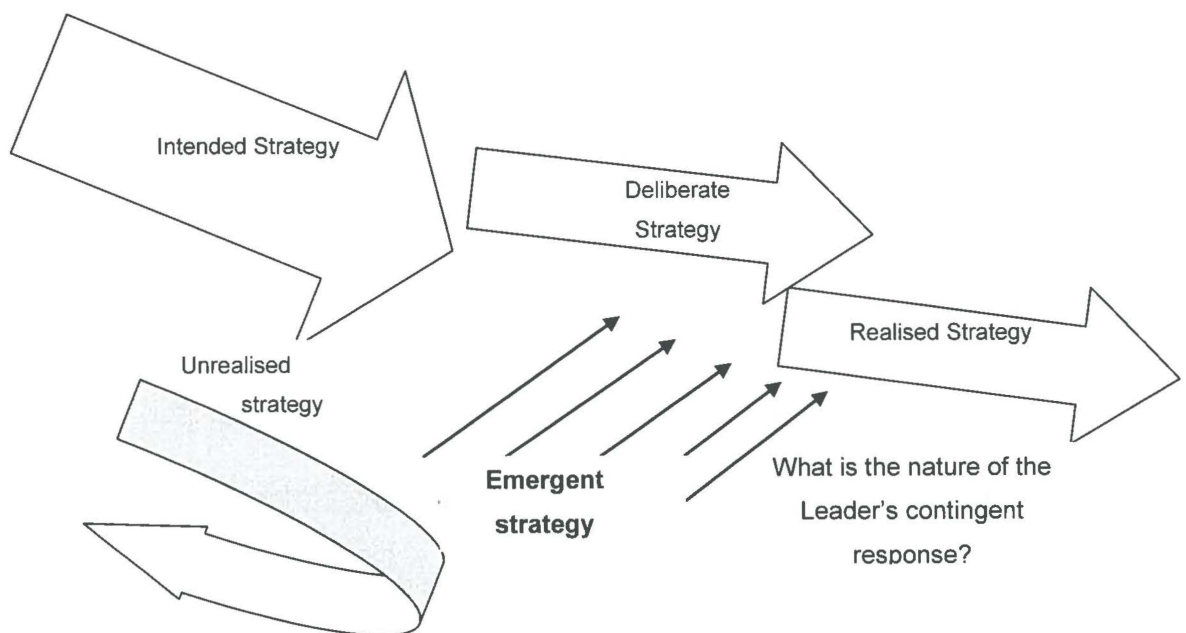 Intended Strategy
Deliberate
Strategy
Realised Strategy
Unrealised
strategy
Emergent
strategy
What is the nature of the
Leader's contingent
response?